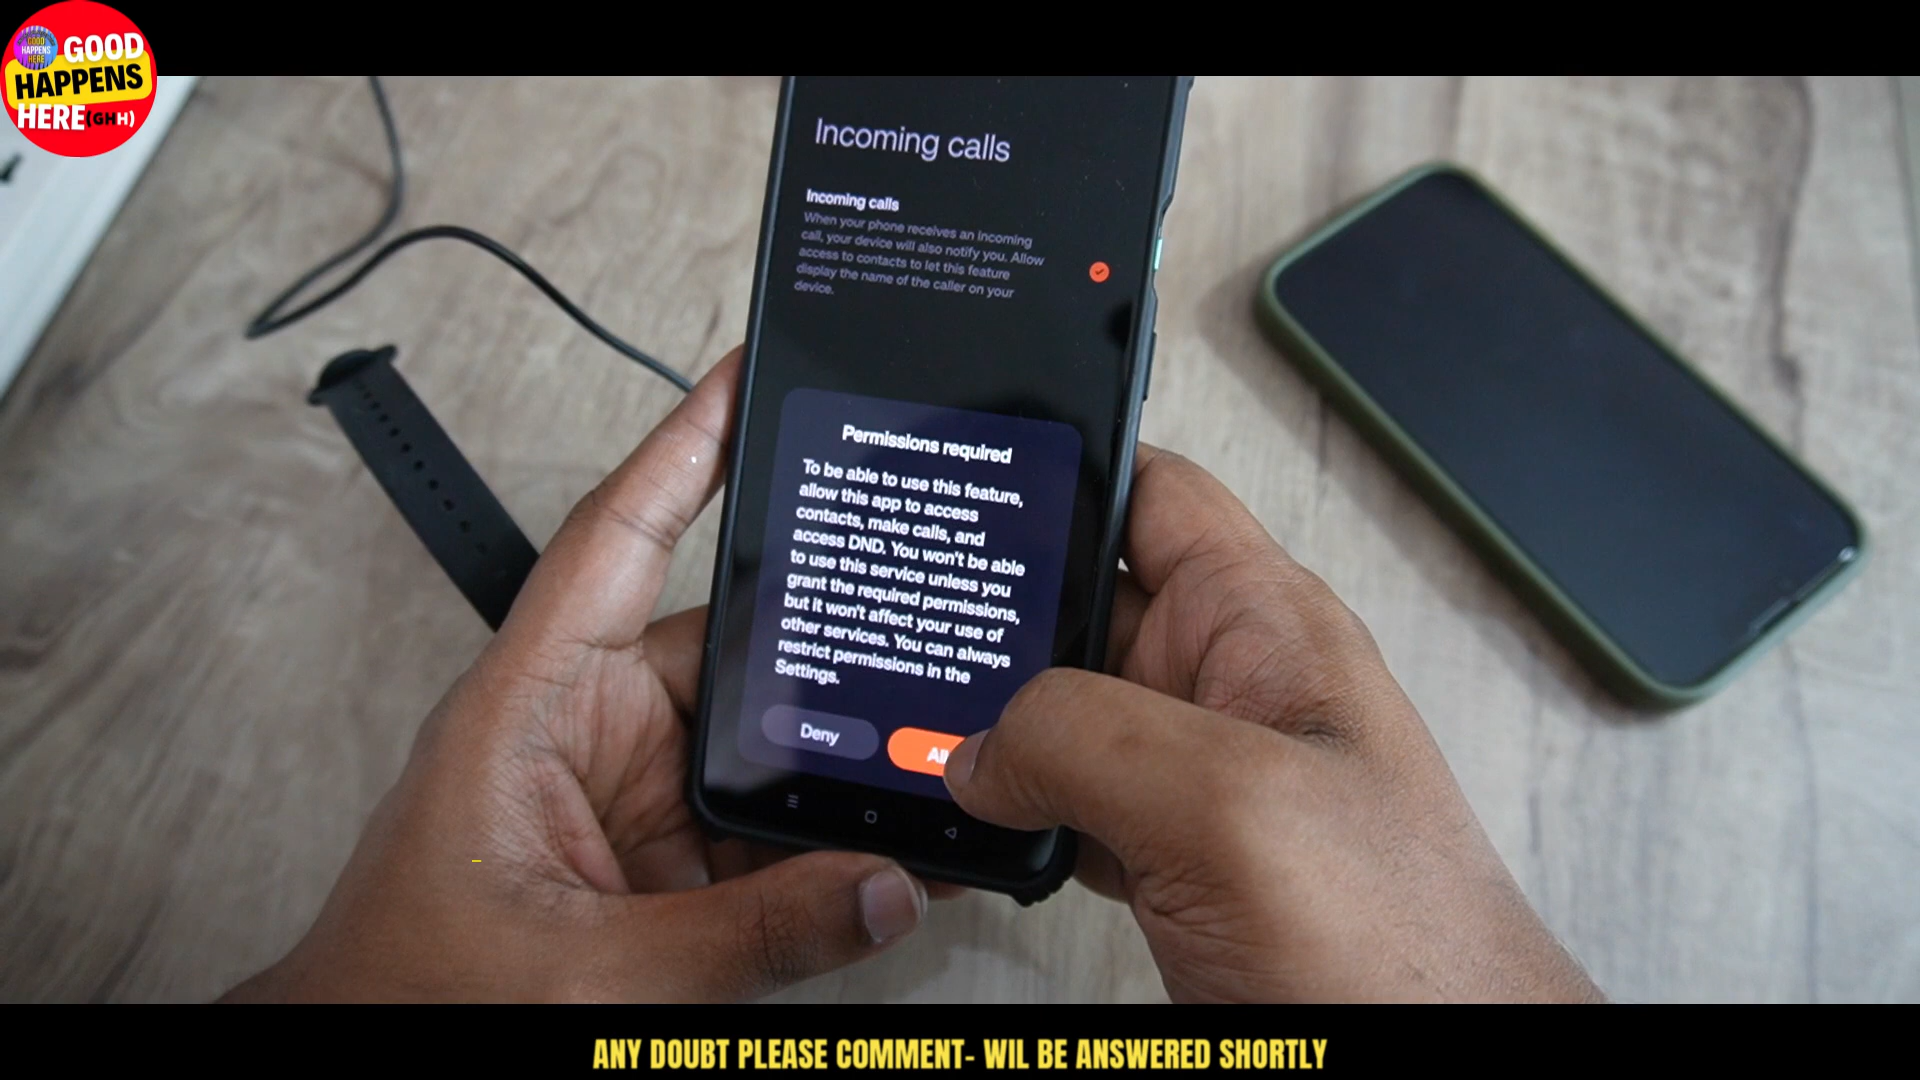 GOOD
HAPPENS
HERE
GOOD
HAPPENS
HERE(GHH)
Incoming calls
Incoming calls
When your phone receives an incoming
call, your device will also notify you. Allow
access to contacts to let this feature
display the name of the caller on your
device.
Permissions required
To be able to use this feature,
allow this app to access
contacts, make calls, and
access DND. You won't be able
to use this service unless you
grant the required permissions,
but it won't affect your use of
other services. You can always
restrict permissions in the
Settings.
Deny
ANY DOUBT PLEASE COMMENT- WIL BE ANSWERED SHORTLY